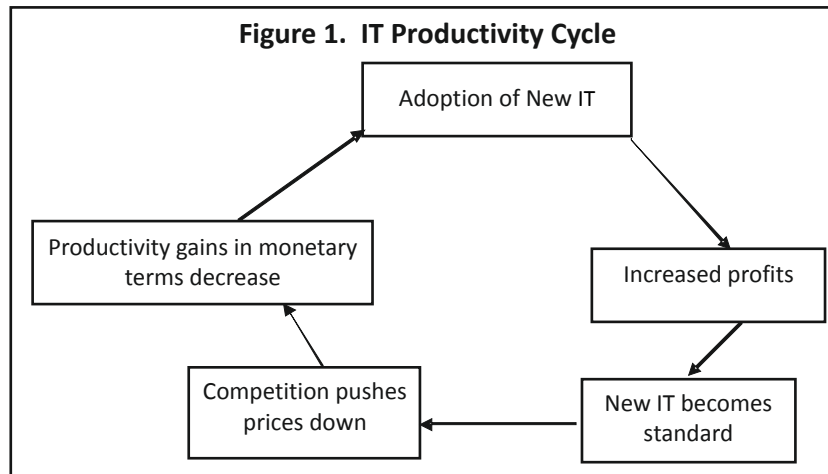 Figure 1. IT Productivity Cycle
Adoption of New IT
Increased profits
New IT becomes
standard
Competition pushes
prices down
Productivity gains in monetary
terms decrease